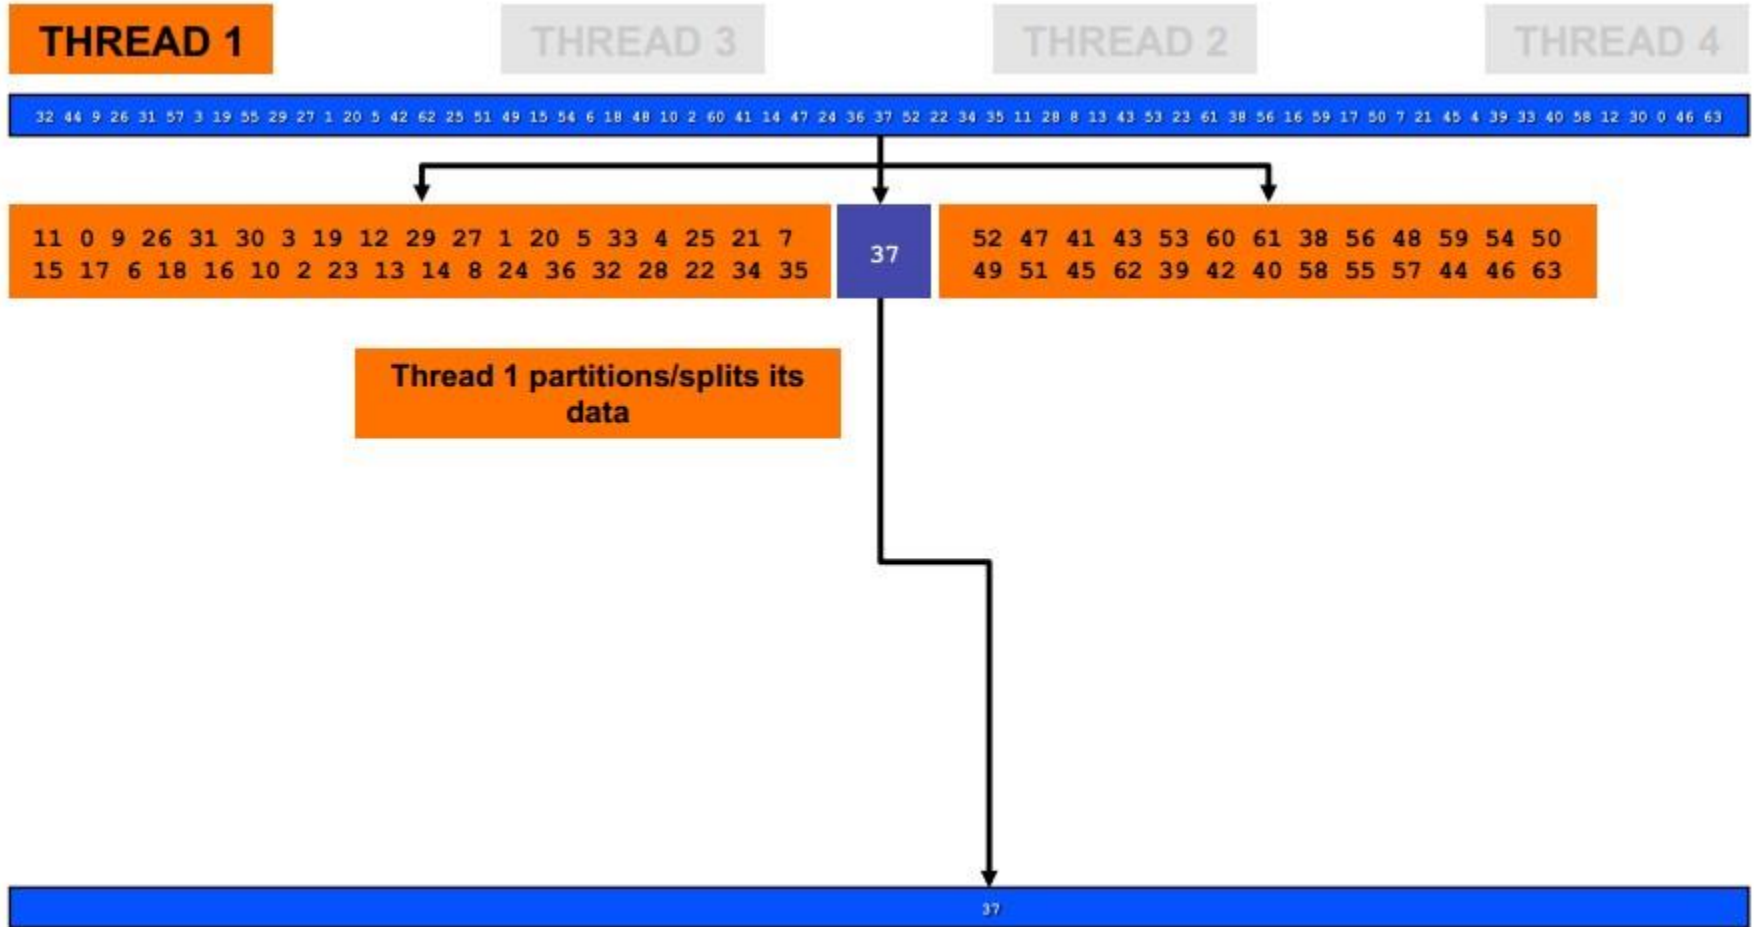 THREAD 1
THREAD 3
THREAD 2
THREAD 4
32 44 9 26 31 57 3 19 55 29 27 1 20 5 42 62 25 51 49 15 54 6 18 48 10 2 60 41 14 47 24 36 37 52 22 34 35 11 28 8 13 43 53 23 61 38 56 16 59 17 50 7 21 45 4 39 33 40 58 12 30 0 46 63
11 0 9 26 31 30 3 19 12 29 27 1 20 5 33 4 25 21 7
15 17 6 18 16 10 2 23 13 14 8 24 36 32 28 22 34 35
37
52 47 41 43 53 60 61 38 56 48 59 54 50
49 51 45 62 39 42 40 58 55 57 44 46 63
Thread 1 partitions/splits its
data
37